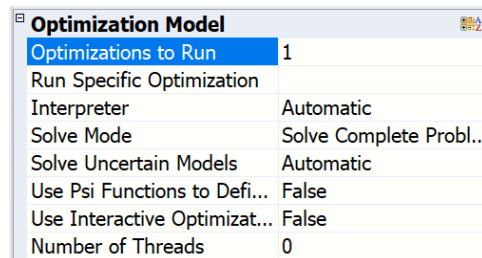 Optimization Model
Optimizations to Run 1
Run Specific Optimization
Interpreter Automatic
Solve Mode Solve Complete Probl..
Solve Uncertain Models Automatic
Use Psi Functions to Defi... False
Use Interactive Optimizat... False
Number of Threads 0